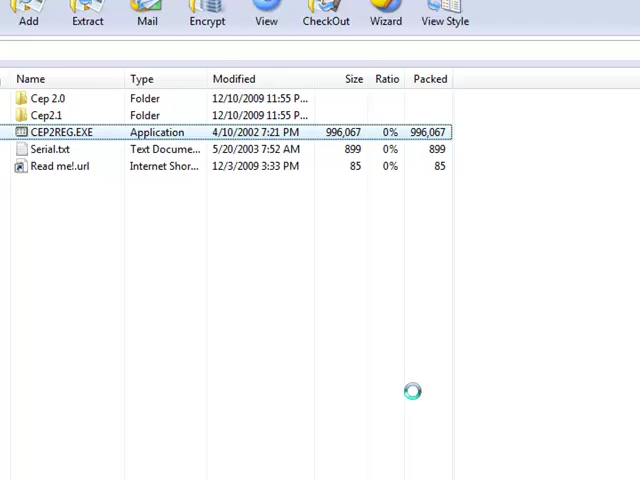 Add Extract Mail Encrypt View CheckOut Wizard View Style
Name Type Modified Size Ratio Packed
Cep 2.0 Folder 12/10/2009 11:55 P...
Cep2.1 Folder 12/10/2009 11:55 P...
CEP2REG.EXE Application 4/10/2002 7:21 PM 996,067 0% 996,067
Serial.txt Text Docume... 5/20/2003 7:52 AM 899 0% 899
Read me!.url Internet Shor... 12/3/2009 3:33 PM 85 0% 85